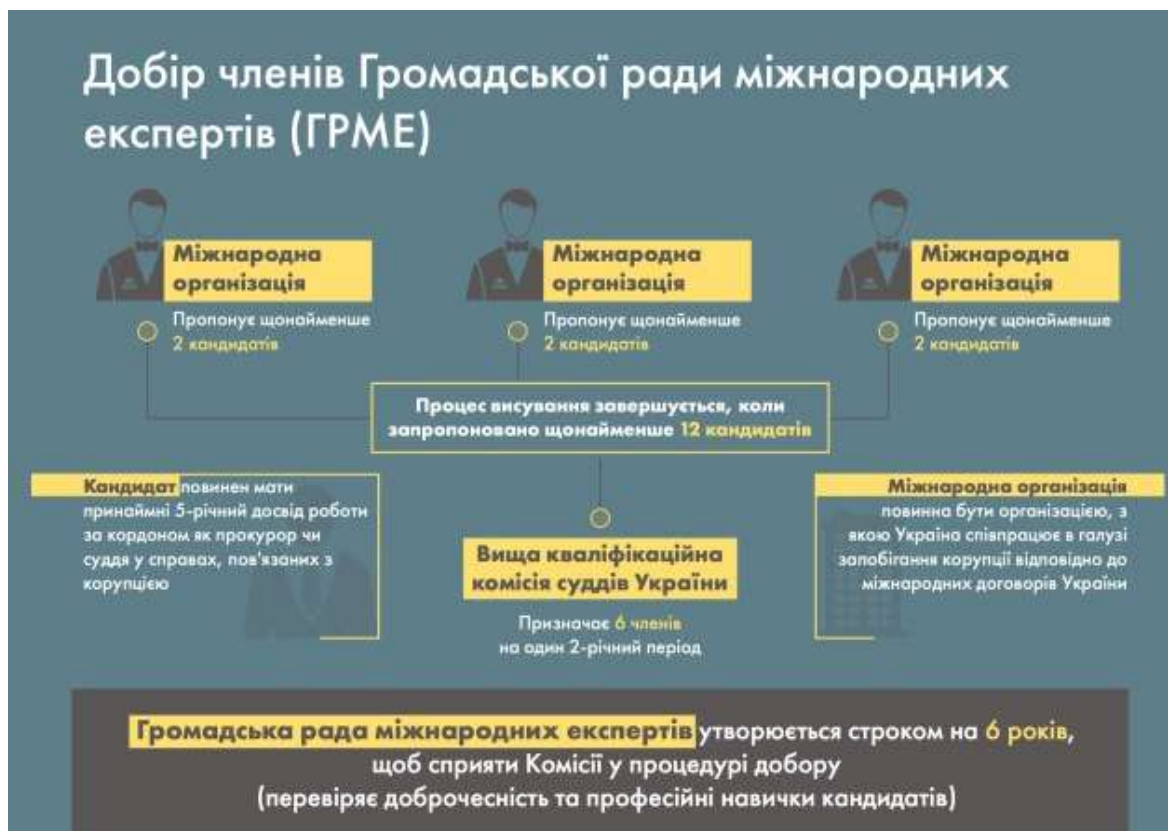 Добір членів Громадської ради міжнародних
експертів (ГРМЕ)
Міжнародна
організація
Пропонує щонайменше
2 кандидатів
Міжнародна
організація
Пропонує щонайменше
2 кандидатів
Міжнародна
організація
Пропонує щонайменше
2 кандидатів
Процес висування завершується, коли
запропоновано щонайменше 12 кандидатів
Кандидат повинен мати
принаймні 5-річний досвід роботи
за кордоном як прокурор чи
суддя у справах, пов'язаних з
корупцією
Вища кваліфікаційна
комісія суддів України
Призначає 6 членів
на один 2-річний період
Міжнародна організація
повинна бути організацією, з
якою Україна співпрацює в галузі
запобігання корупції відповідно до
міжнародних договорів України
Громадська рада міжнародних експертів утворюється строком на 6 років,
щоб сприяти Комісії у процедурі добору
(перевіряє доброчесність та професійні навички кандидатів)